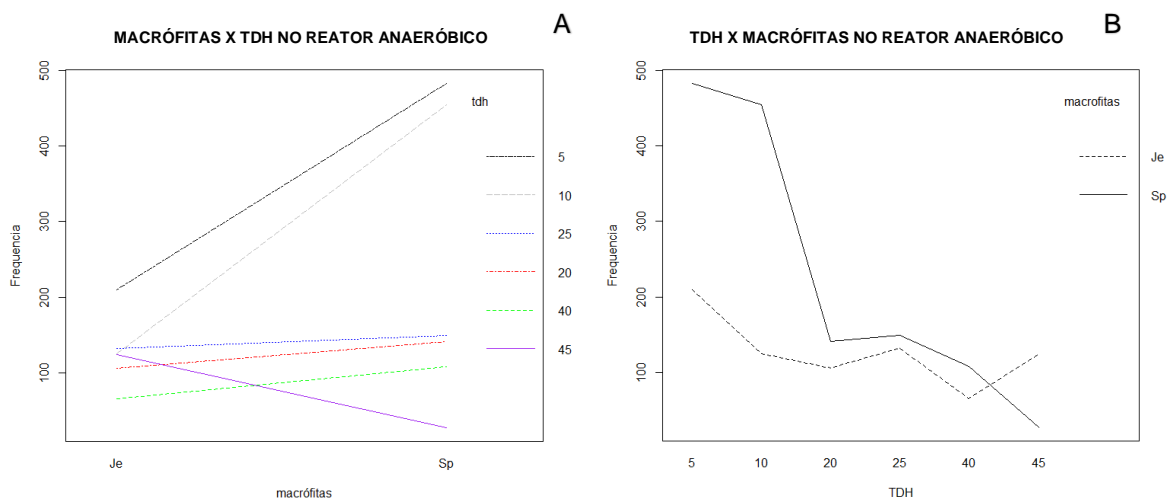 A
MACRÓFITAS X TDH NO REATOR ANAERÓBICO
Frequencia
500
400
300
200
100
tdh
5
10
25
20
40
45
Je
Sp
macrófitas
B
TDH X MACRÓFITAS NO REATOR ANAERÓBICO
Frequencia
500
400
300
200
100
macrofitas
Je
Sp
5 10 20 25 40 45
TDH